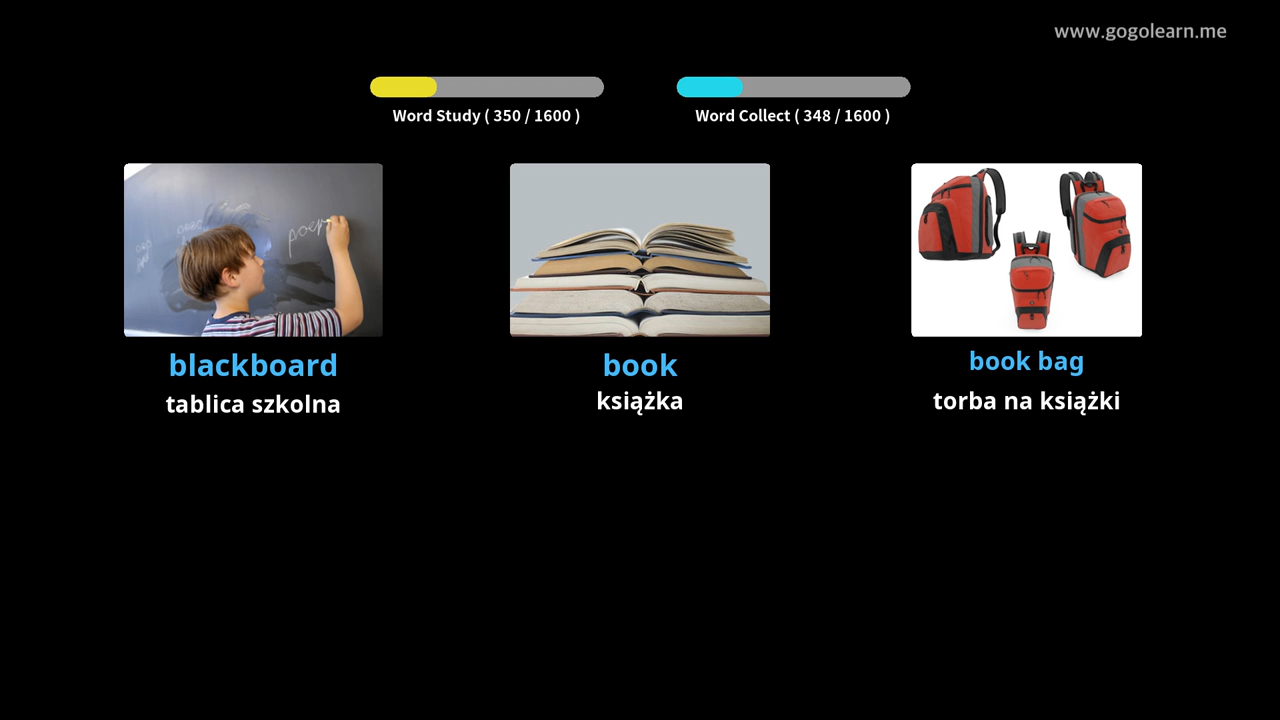 www.gogolearn.me
Word Study ( 350 / 1600 )
Word Collect ( 348 / 1600 )
poem
blackboard
book
book bag
tablica szkolna
książka
torba na książki